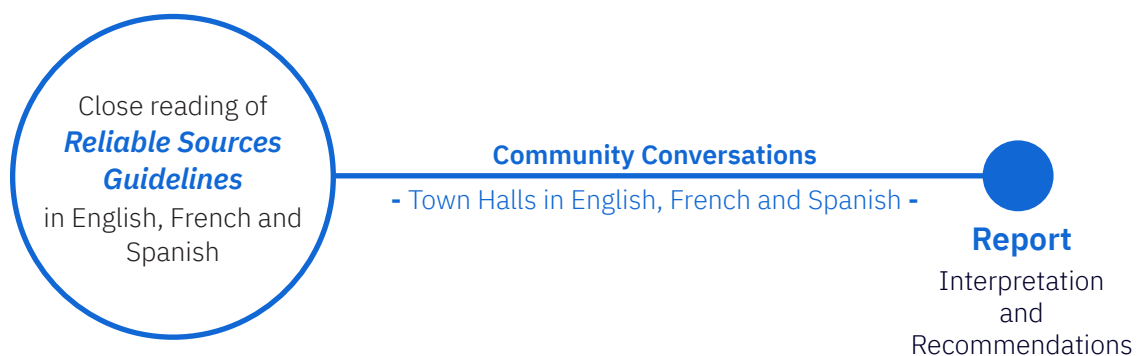 Close reading of
Reliable Sources
Guidelines
in English, French and
Spanish
Community Conversations
- Town Halls in English, French and Spanish -
Report
Interpretation
and
Recommendations